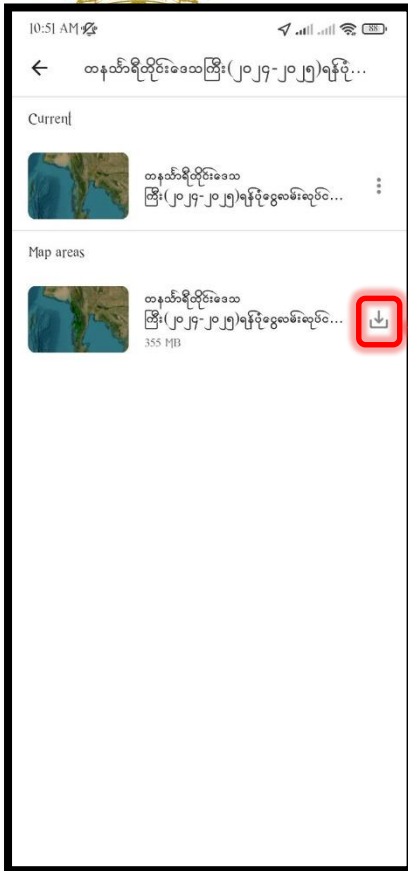 10:51 AM
88
တနင်္သာရီတိုင်းဒေသကြီး(၂၀၂၄-၂၀၂၅)ရန်ပုံ...
Current
တနင်္သာရီတိုင်းဒေသ
ကြီး(၂၀၂၄-၂၀၂၅)ရန်ပုံငွေလမ်းလုပ်င...
Map areas
တနင်္သာရီတိုင်းဒေသ
ကြီး(၂၀၂၄-၂၀၂၅)ရန်ပုံငွေလမ်းလုပ်င...
355 MB